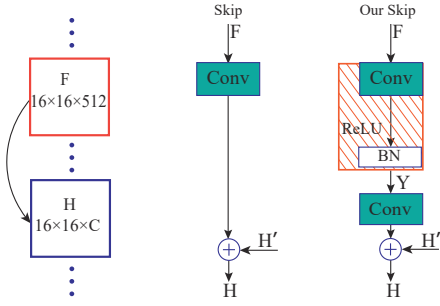 F
16×16×512
H
16×16×C
Skip
F
Conv
H′
H
Our Skip
F
Conv
ReLU
BN
Y
Conv
H′
H